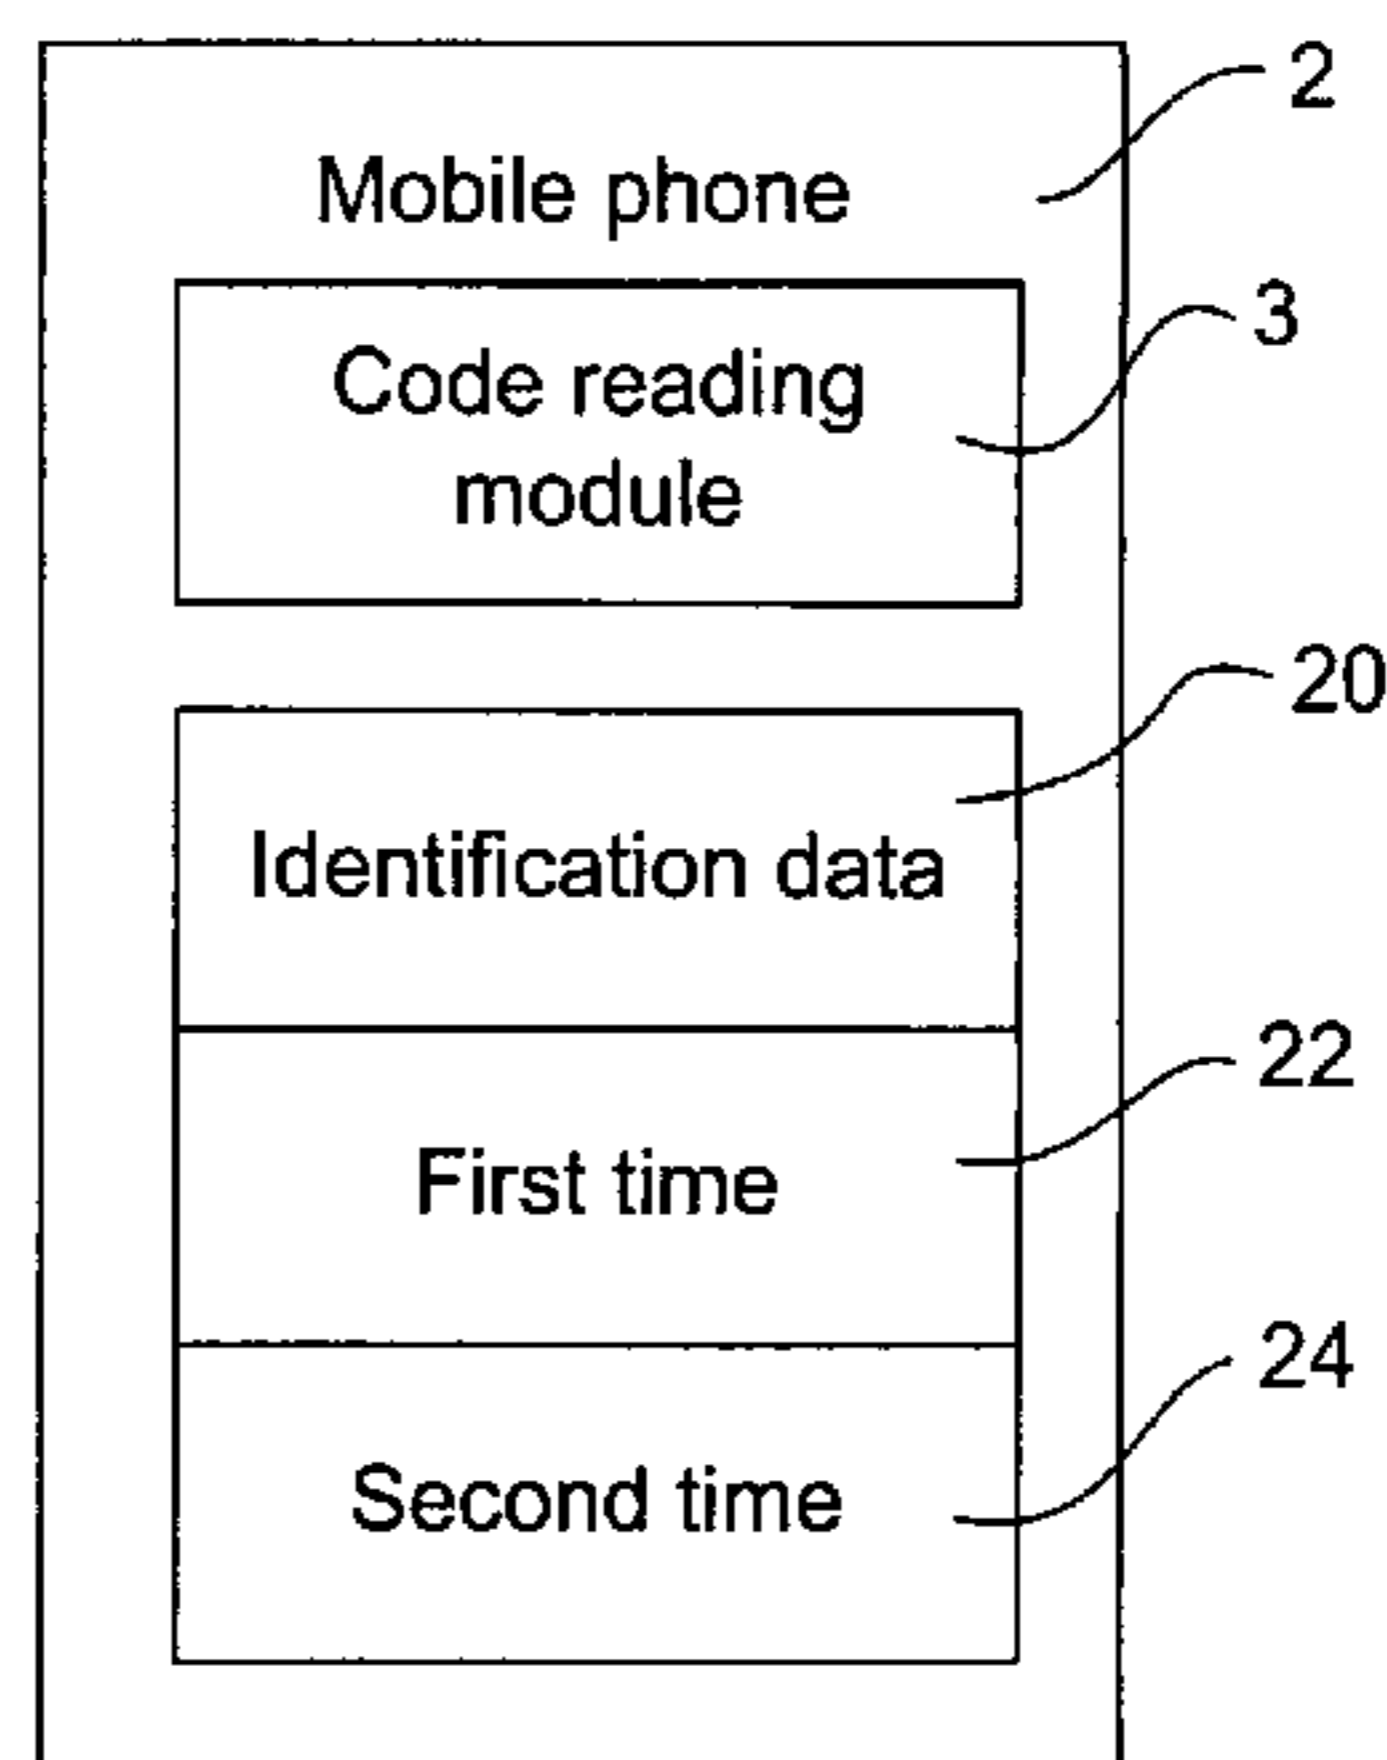 2
Mobile phone
3
Code reading
module
20
Identification data
22
First time
24
Second time